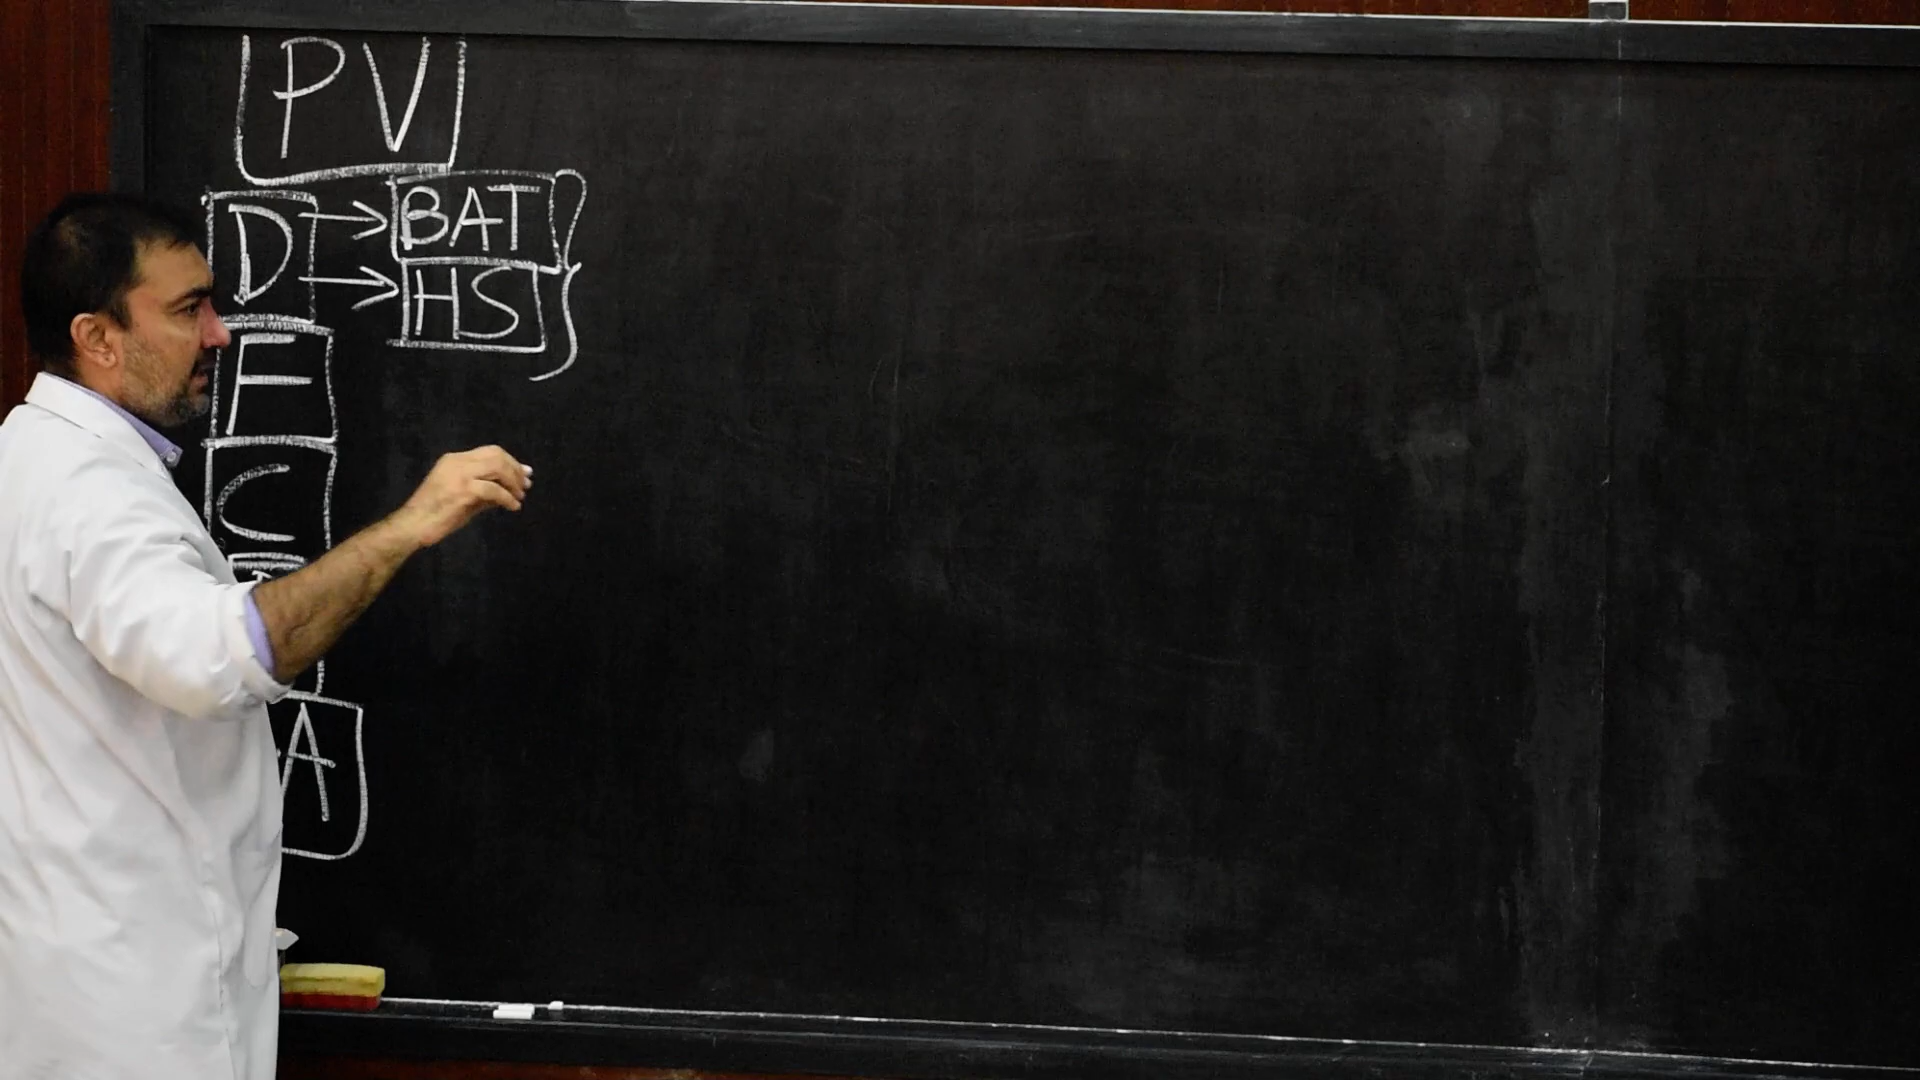 PV
D → BAT
→ HS
F
C
A